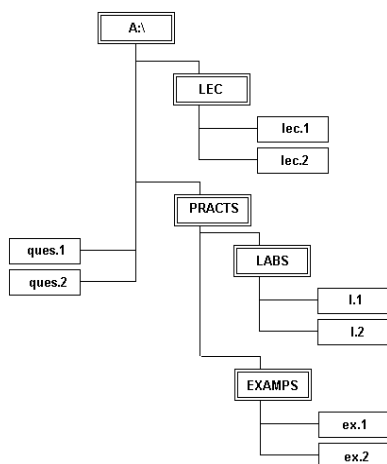 A:\
LEC
lec.1
lec.2
PRACTS
ques.1
LABS
ques.2
l.1
l.2
EXAMPS
ex.1
ex.2